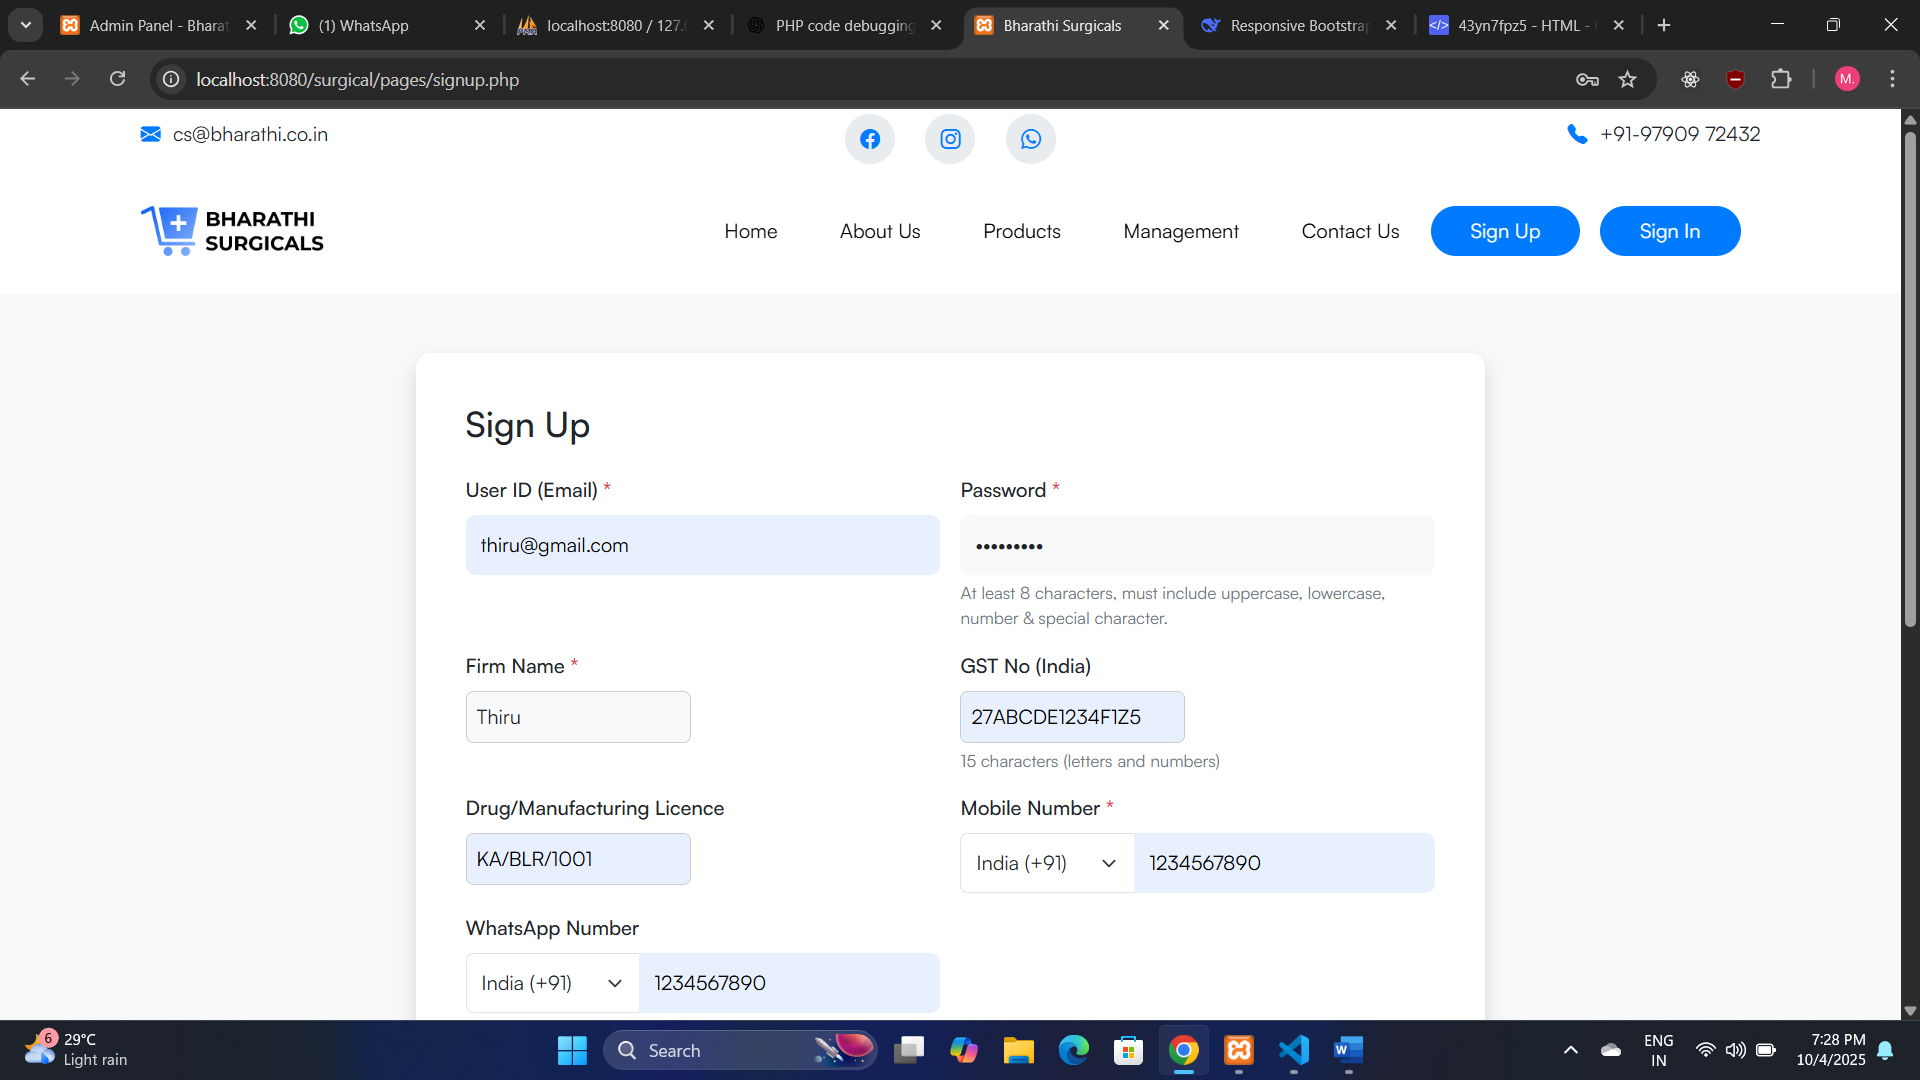 Admin Panel - Bharat
(1) WhatsApp
localhost:8080 / 127.
PHP code debugging
Bharathi Surgicals
Responsive Bootstrap
43yn7fpz5 - HTML -
localhost:8080/surgical/pages/signup.php
M.
cs@bharathi.co.in
+91-97909 72432
BHARATHI
SURGICALS
Home
About Us
Products
Management
Contact Us
Sign Up
Sign In
Sign Up
User ID (Email) *
Password *
thiru@gmail.com
•••••••••
At least 8 characters, must include uppercase, lowercase,
number & special character.
Firm Name *
GST No (India)
Thiru
27ABCDE1234F1Z5
15 characters (letters and numbers)
Drug/Manufacturing Licence
Mobile Number *
KA/BLR/1001
India (+91)
1234567890
WhatsApp Number
India (+91)
1234567890
6
29°C
Light rain
Search
ENG
IN
7:28 PM
10/4/2025